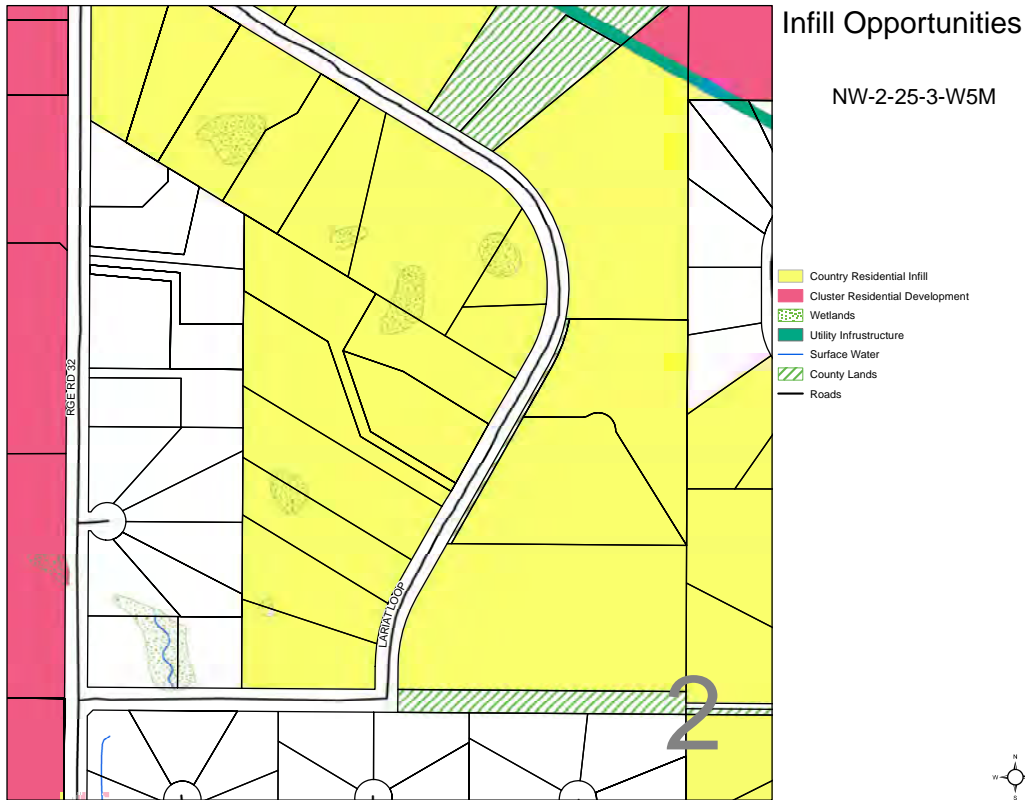 Infill Opportunities
NW-2-25-3-W5M
Country Residential Infill
Cluster Residential Development
Wetlands
Utility Infrustructure
Surface Water
County Lands
Roads
RGE RD 32
LARIAT LOOP
2
N
W
S